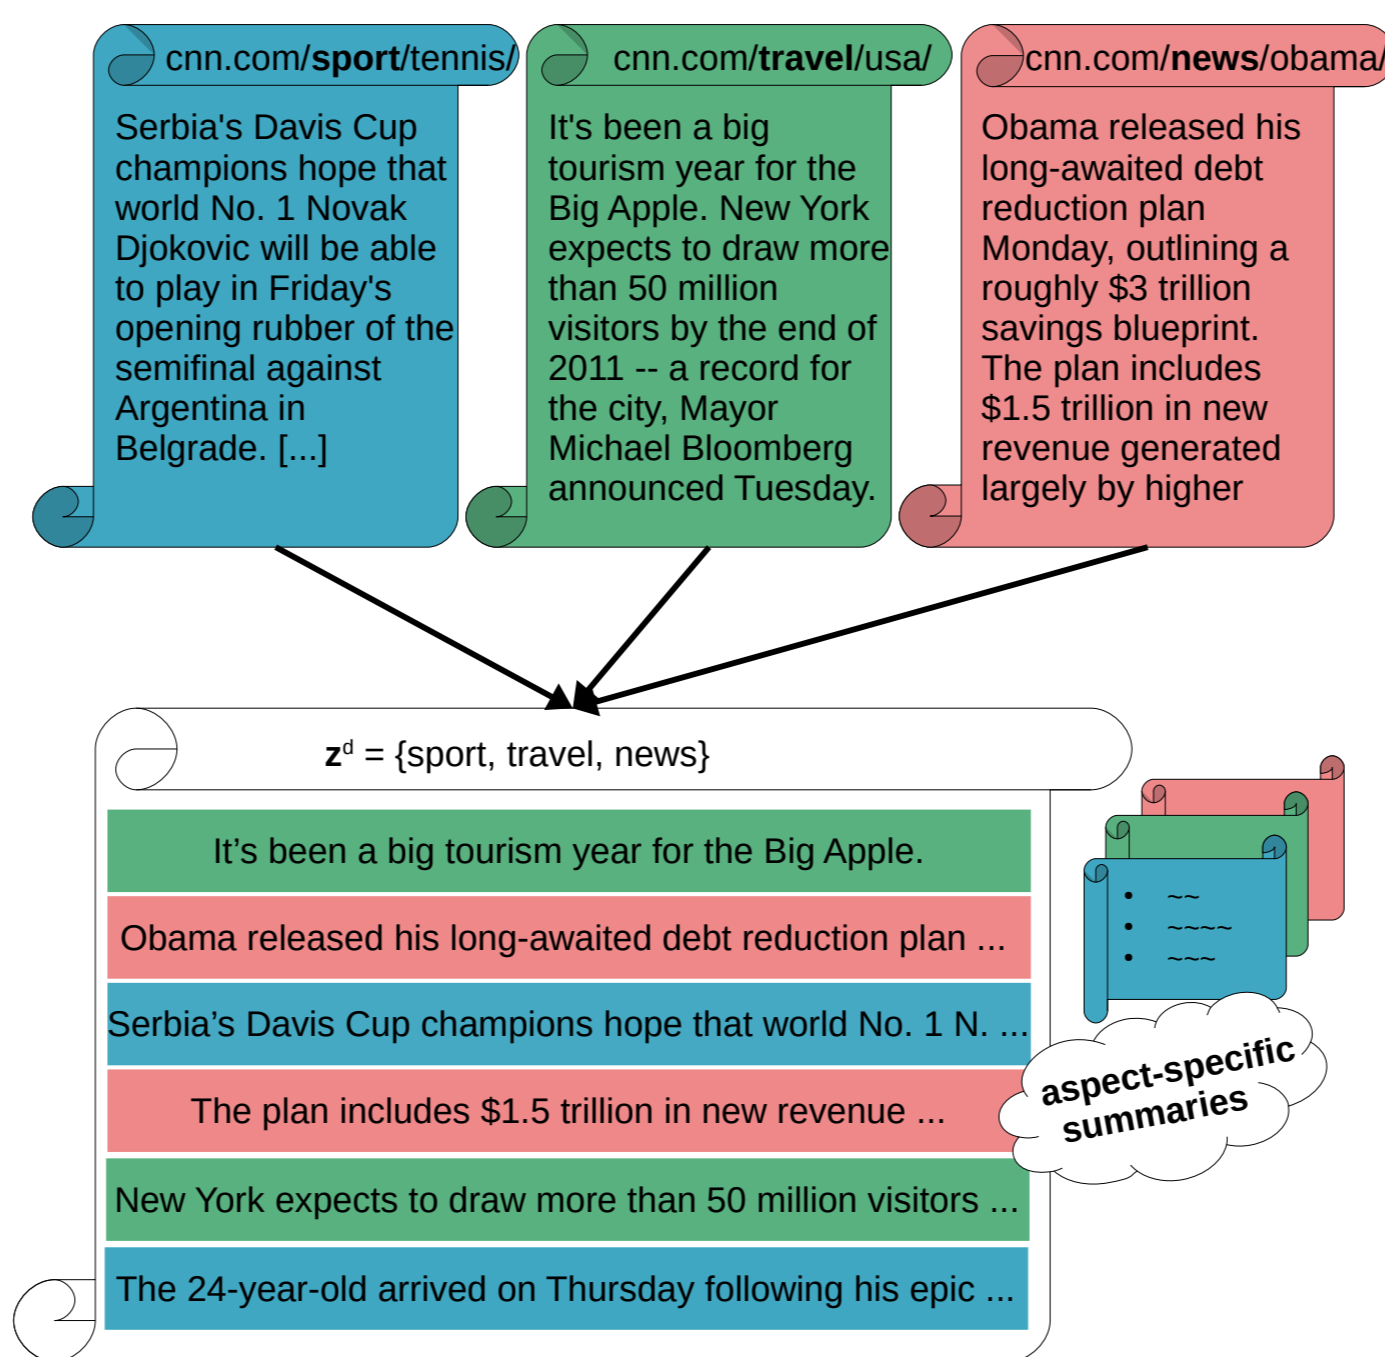 cnn.com/sport/tennis/
Serbia's Davis Cup
champions hope that
world No. 1 Novak
Djokovic will be able
to play in Friday's
opening rubber of the
semifinal against
Argentina in
Belgrade. [...]
cnn.com/travel/usa/
It's been a big
tourism year for the
Big Apple. New York
expects to draw more
than 50 million
visitors by the end of
2011 -- a record for
the city, Mayor
Michael Bloomberg
announced Tuesday.
cnn.com/news/obama/
Obama released his
long-awaited debt
reduction plan
Monday, outlining a
roughly $3 trillion
savings blueprint.
The plan includes
$1.5 trillion in new
revenue generated
largely by higher
z^d = {sport, travel, news}
It’s been a big tourism year for the Big Apple.
Obama released his long-awaited debt reduction plan ...
Serbia’s Davis Cup champions hope that world No. 1 N. ...
The plan includes $1.5 trillion in new revenue ...
New York expects to draw more than 50 million visitors ...
The 24-year-old arrived on Thursday following his epic ...
• ~~
• ~~~~
• ~~~
aspect-specific
summaries